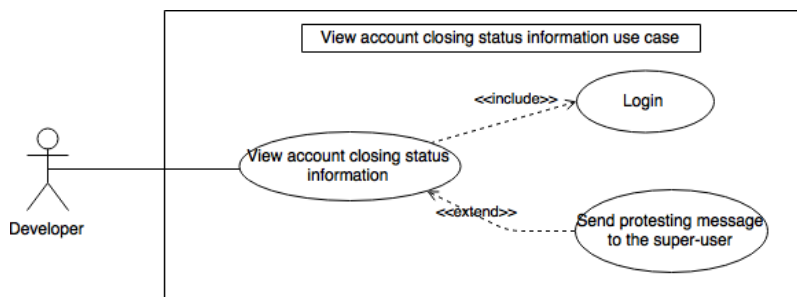 View account closing status information use case
<<include>>
Login
View account closing status
information
Developer
<<extend>>
Send protesting message
to the super-user